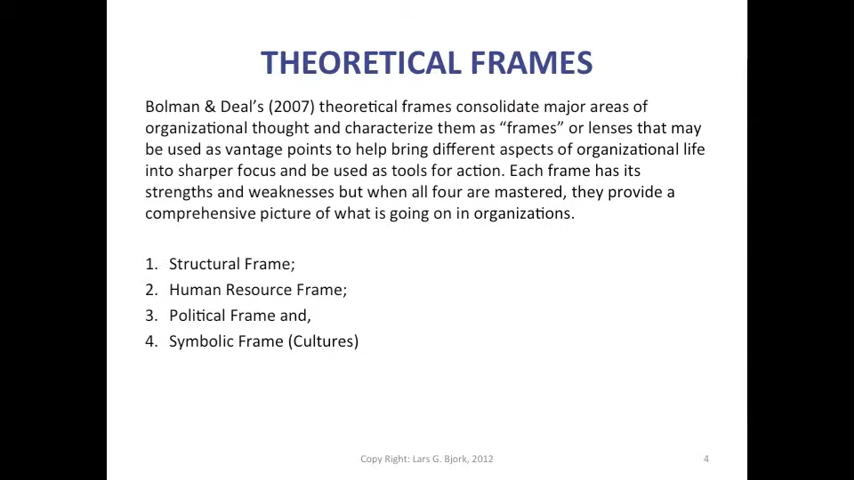 THEORETICAL FRAMES
Bolman & Deal’s (2007) theoretical frames consolidate major areas of
organizational thought and characterize them as “frames” or lenses that may
be used as vantage points to help bring different aspects of organizational life
into sharper focus and be used as tools for action. Each frame has its
strengths and weaknesses but when all four are mastered, they provide a
comprehensive picture of what is going on in organizations.
1. Structural Frame;
2. Human Resource Frame;
3. Political Frame and,
4. Symbolic Frame (Cultures)
Copy Right: Lars G. Bjork, 2012
4